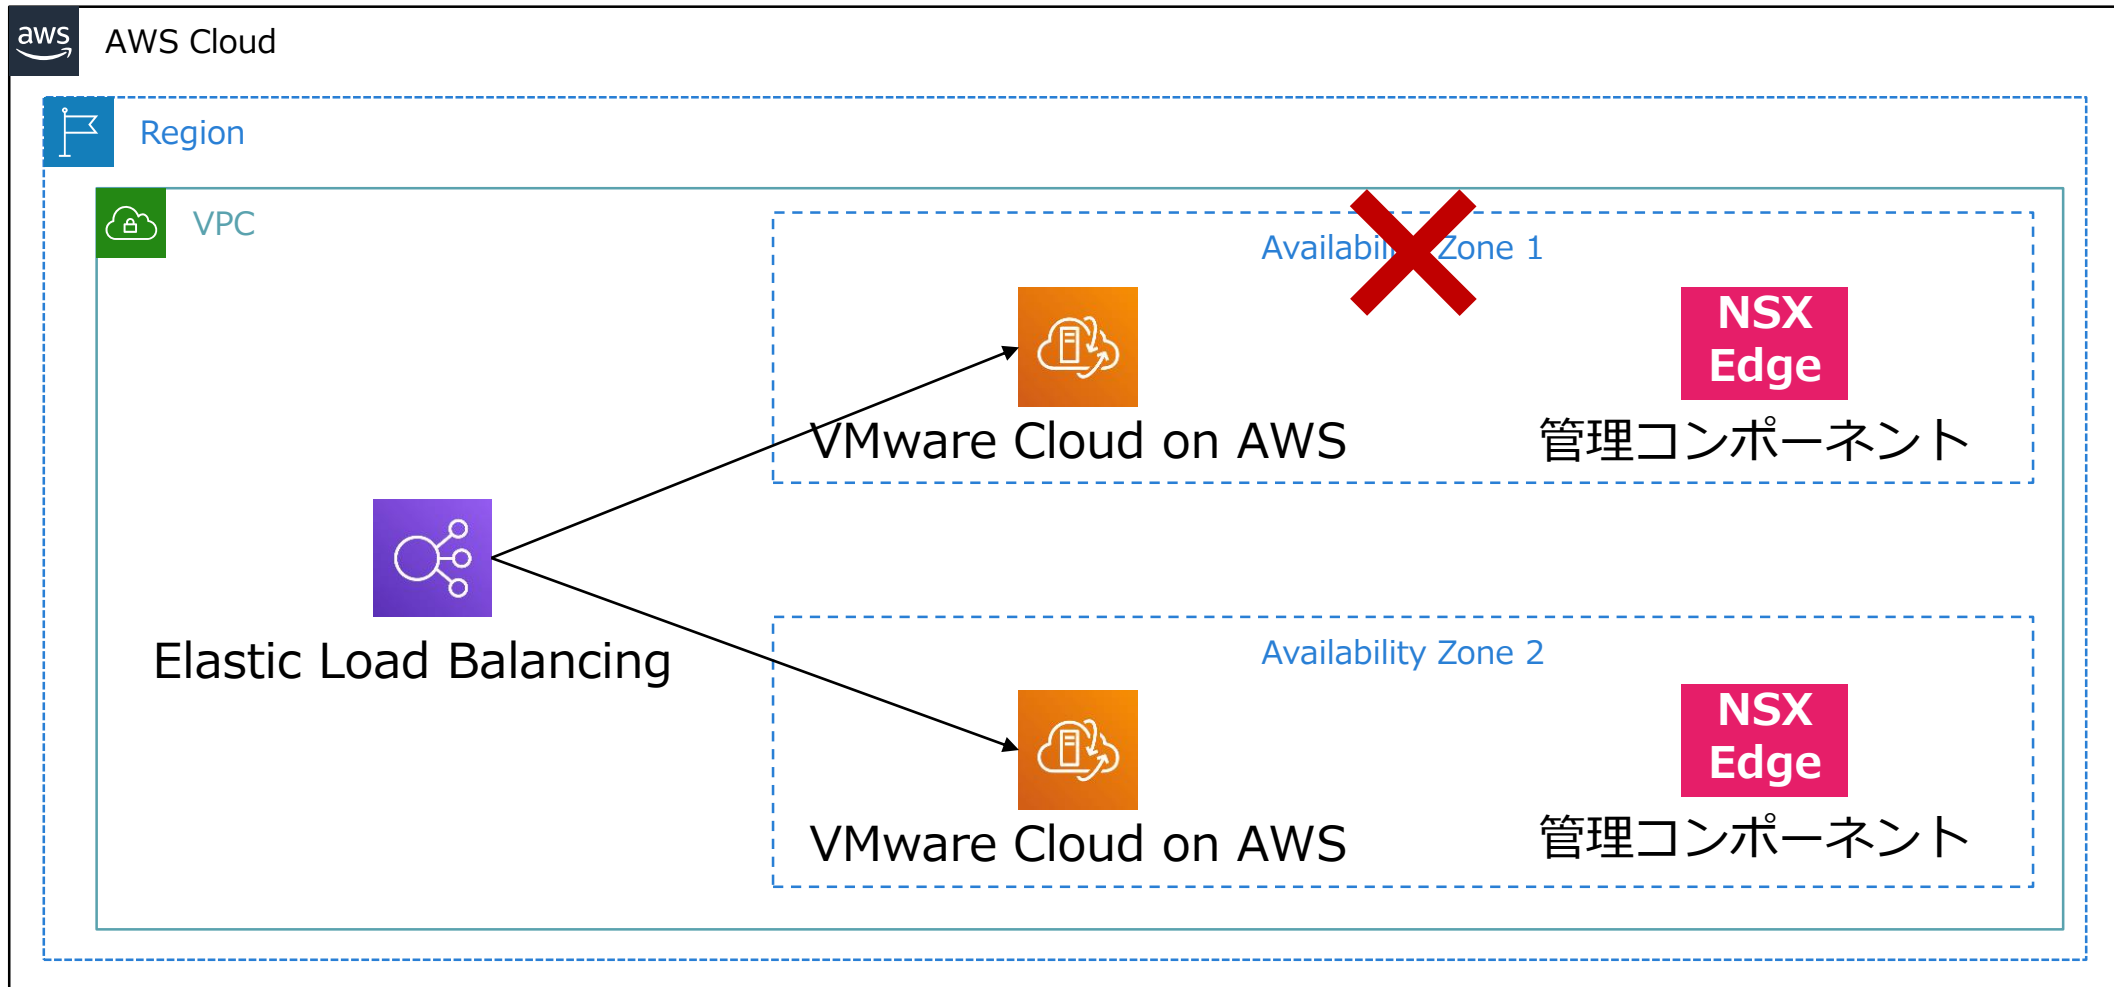 aws
AWS Cloud
Region
VPC
Availability Zone 1
NSX
Edge
VMware Cloud on AWS
管理コンポーネント
Elastic Load Balancing
Availability Zone 2
NSX
Edge
VMware Cloud on AWS
管理コンポーネント